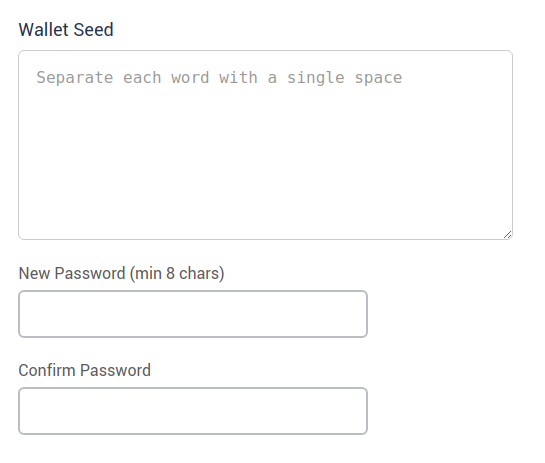 Wallet Seed
Separate each word with a single space
New Password (min 8 chars)
Confirm Password